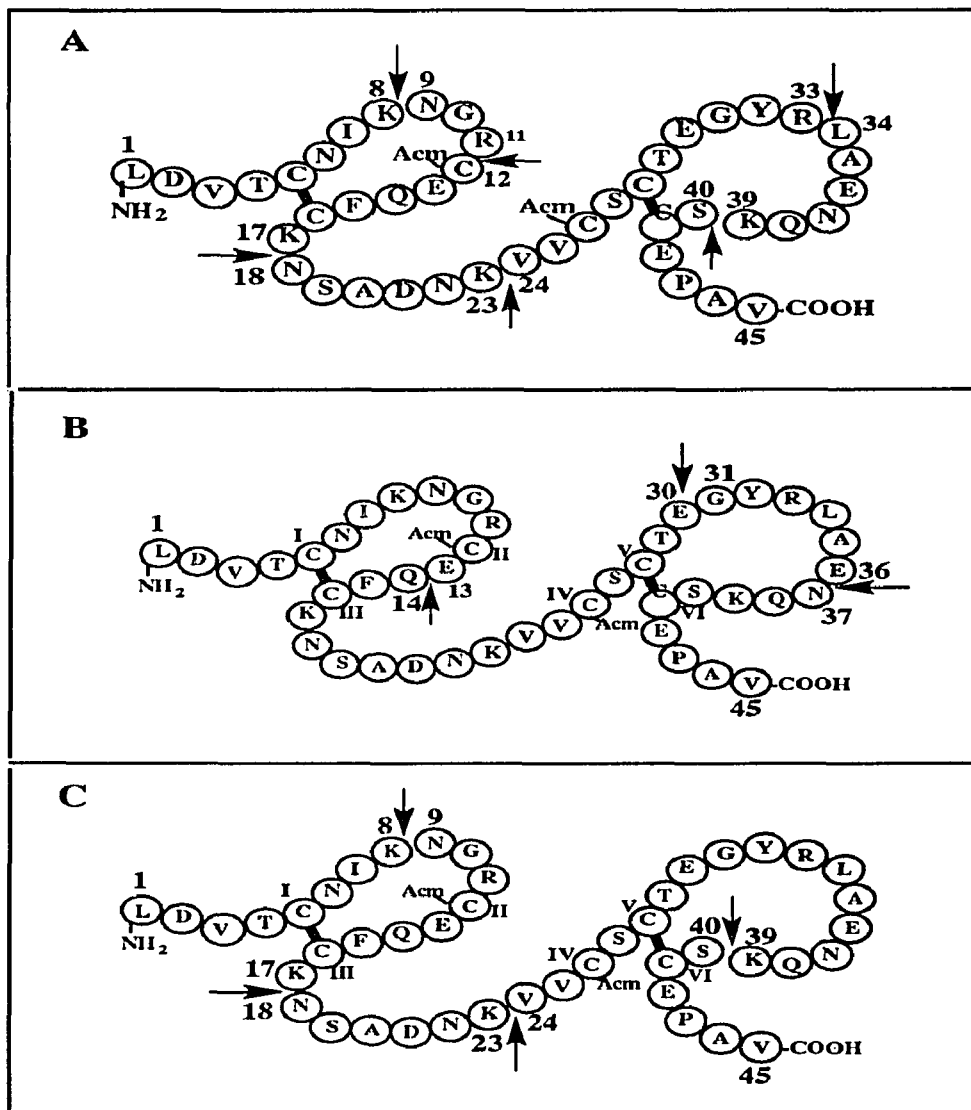 A
8 9
K N G R 11
I Acm C 12
N E
1 C F Q
L D V T C
NH2 K 17
18 N S A D N K V V C S C T E G Y R L A E N Q K S C E P A V-COOH
23 24 Acm 33 34 40 39 45
B
1
L D V T C N I K N G R C E Q F C K N S A D N K V V C S C T E G Y R L A E N Q K S C E P A V-COOH
NH2 I Acm II 14 13 III IV Acm V VI 30 31 36 37 45
C
8 9
1
L D V T C N I K N G R C E Q F C K N S A D N K V V C S C T E G Y R L A E N Q K S C E P A V-COOH
NH2 I Acm II III 17 18 23 24 IV Acm V VI 40 39 45